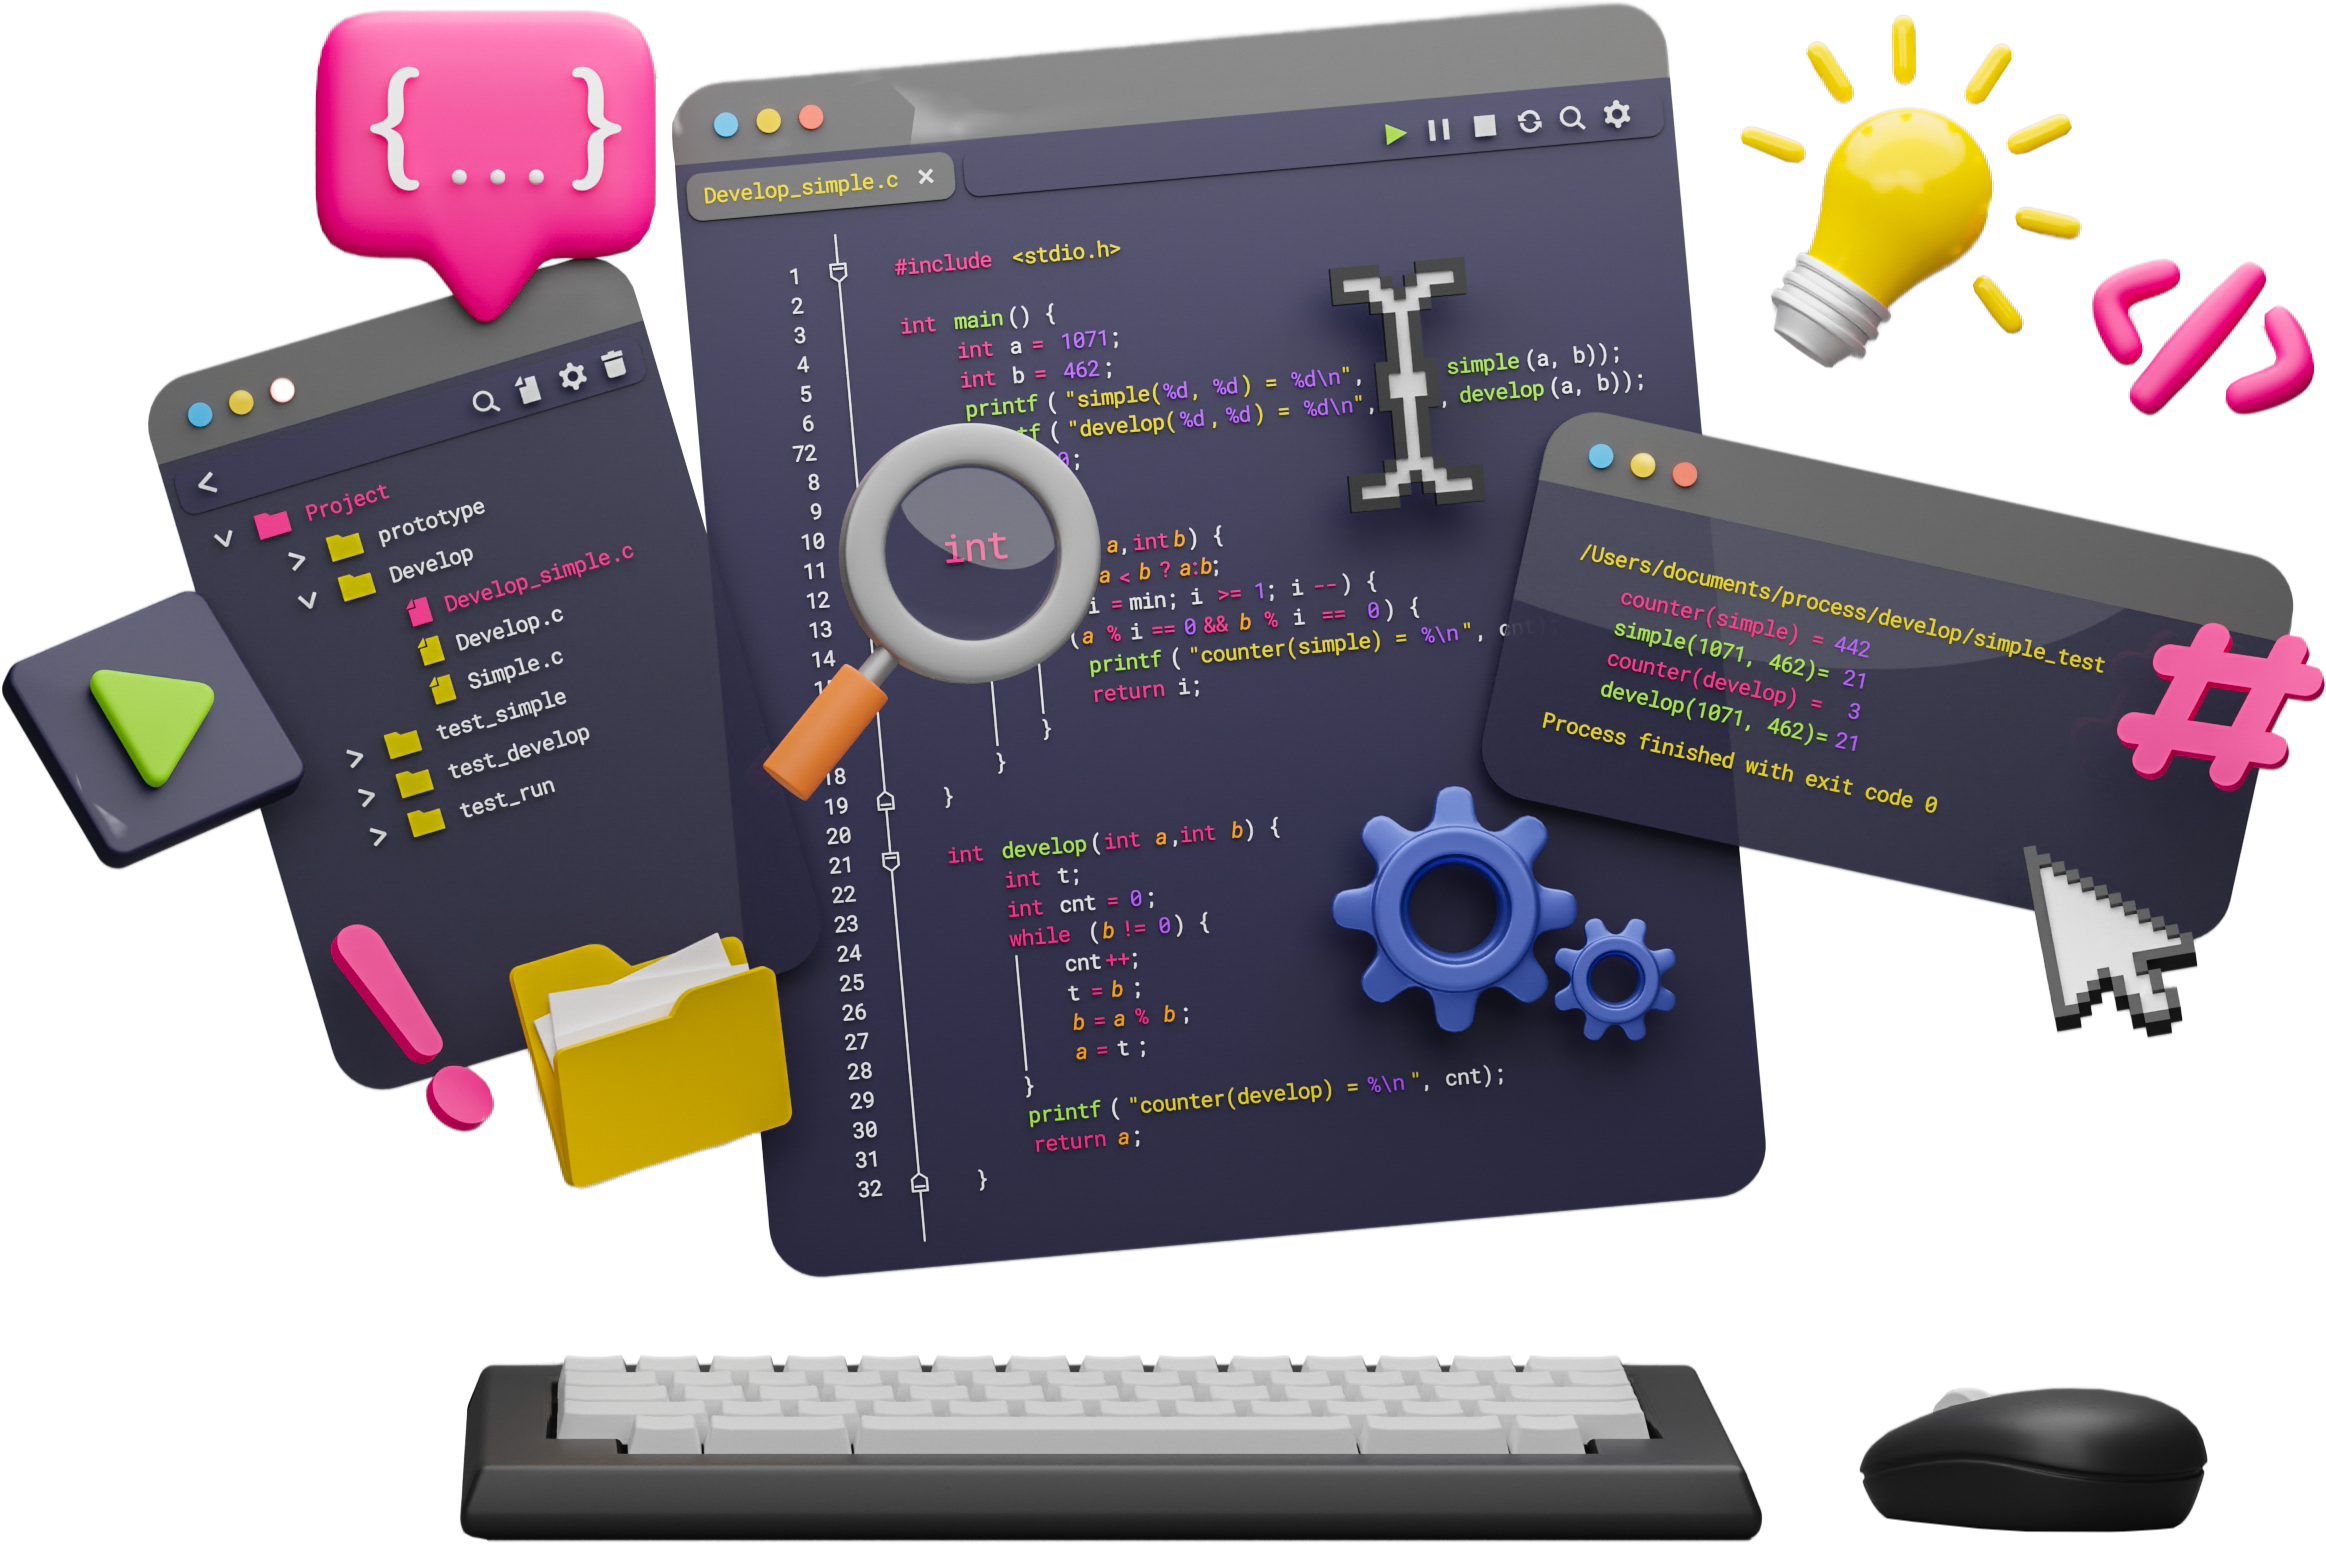 { ... }
Project
prototype
Develop
Develop_simple.c
Develop.c
Simple.c
test_simple
test_develop
test_run
Develop_simple.c
1 #include <stdio.h>
2
3 int main() {
4 int a = 1071;
5 int b = 462;
6 printf ( "simple(%d, %d) = %d\n", simple(a, b));
72 ( "develop(%d,%d) = %d\n", , develop(a, b));
8 0;
9
10
11 int a,int b) {
12 a < b ? a:b;
13 i = min; i >= 1; i --) {
14 (a % i == 0 && b % i == 0) {
printf ( "counter(simple) = %\n", cnt);
return i;
}
18 }
19 }
20
21 int develop(int a,int b) {
22 int t;
23 int cnt = 0;
24 while (b != 0) {
25 cnt++;
26 t = b ;
27 b = a % b;
28 a = t ;
29 }
30 printf ( "counter(develop) = %\n", cnt);
31 return a;
32 }
</>
/Users/documents/process/develop/simple_test
counter(simple) = 442
simple(1071, 462)= 21
counter(develop) = 3
develop(1071, 462)= 21
Process finished with exit code 0
#